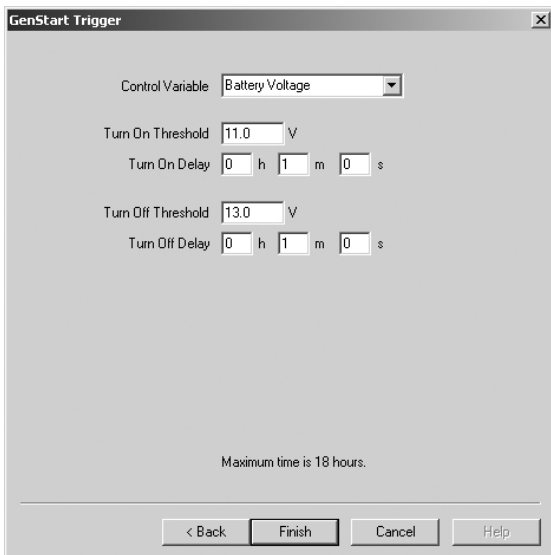 GenStart Trigger
Control Variable Battery Voltage
Turn On Threshold 11.0 V
Turn On Delay 0 h 1 m 0 s
Turn Off Threshold 13.0 V
Turn Off Delay 0 h 1 m 0 s
Maximum time is 18 hours.
< Back Finish Cancel Help